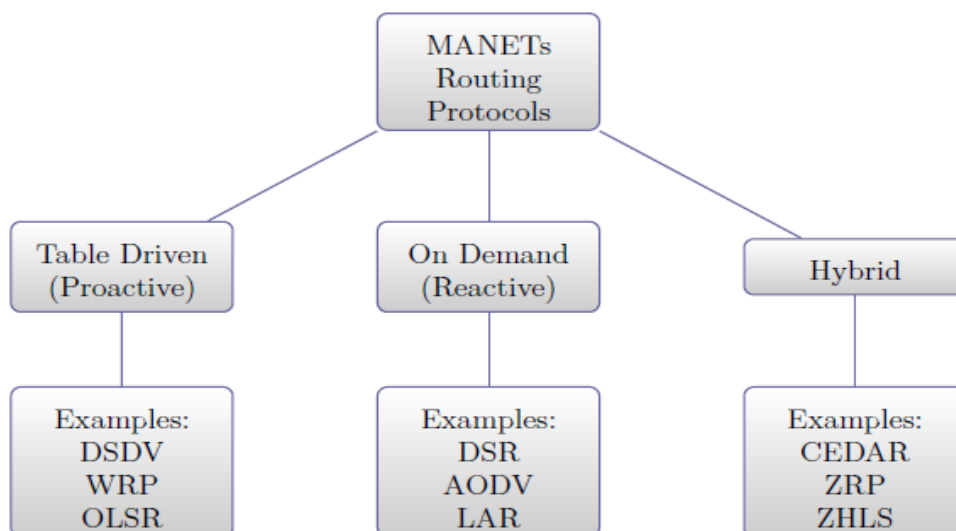 MANETs
Routing
Protocols
Table Driven
(Proactive)
On Demand
(Reactive)
Hybrid
Examples:
DSDV
WRP
OLSR
Examples:
DSR
AODV
LAR
Examples:
CEDAR
ZRP
ZHLS